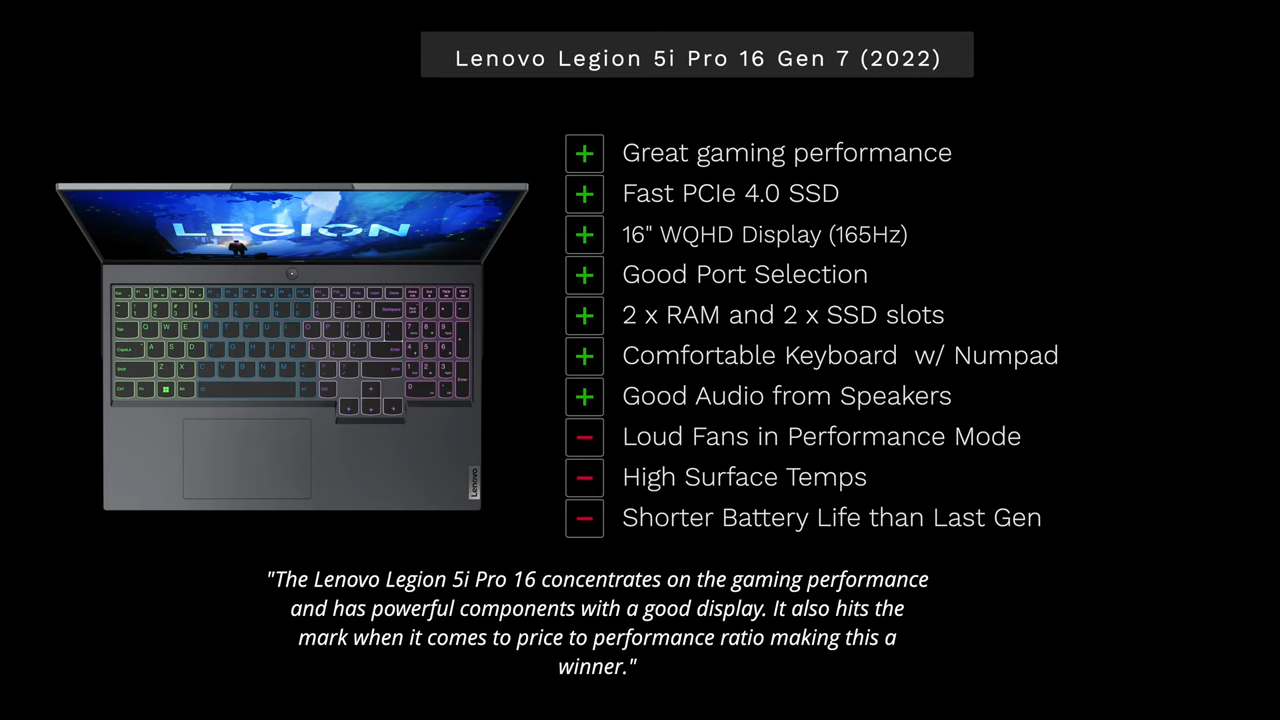 Lenovo Legion 5i Pro 16 Gen 7 (2022)
Great gaming performance
Fast PCIe 4.0 SSD
16" WQHD Display (165Hz)
Good Port Selection
2 x RAM and 2 x SSD slots
Comfortable Keyboard w/ Numpad
Good Audio from Speakers
Loud Fans in Performance Mode
High Surface Temps
Shorter Battery Life than Last Gen
LEGION
Lenovo
"The Lenovo Legion 5i Pro 16 concentrates on the gaming performance
and has powerful components with a good display. It also hits the
mark when it comes to price to performance ratio making this a
winner."